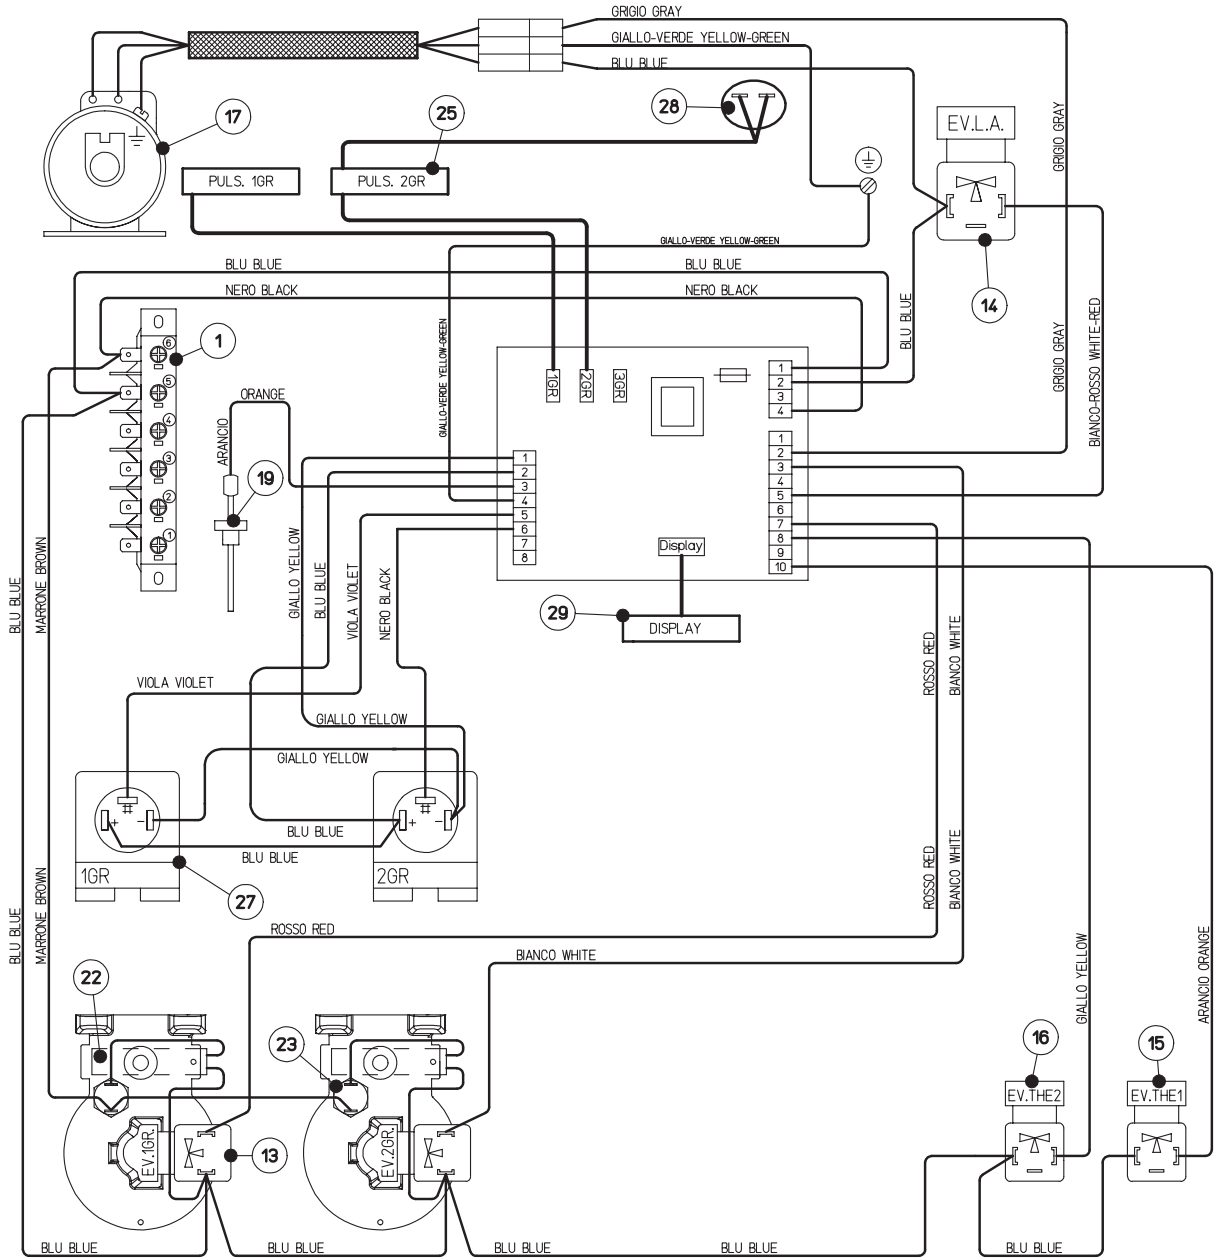 GRIGIO GRAY
GIALLO-VERDE YELLOW-GREEN
BLU BLUE
17
25
28
EV.L.A.
GRIGIO GRAY
PULS. 1GR
PULS. 2GR
GIALLO-VERDE YELLOW-GREEN
BLU BLUE
BLU BLUE
NERO BLACK
NERO BLACK
14
BLU BLUE
GRIGIO GRAY
BIANCO-ROSSO WHITE-RED
GIALLO-VERDE YELLOW-GREEN
1
0
6
5
4
3
2
1
0
ORANGE
ARANCIO
19
1GR
2GR
3GR
1
2
3
4
1
2
3
4
5
6
7
8
9
10
1
2
3
4
5
6
7
8
Display
29
DISPLAY
BLU BLUE
MARRONE BROWN
GIALLO YELLOW
BLU BLUE
VIOLA VIOLET
NERO BLACK
ROSSO RED
BIANCO WHITE
VIOLA VIOLET
GIALLO YELLOW
GIALLO YELLOW
+
-
+
-
BLU BLUE
BLU BLUE
1GR
2GR
27
BLU BLUE
MARRONE BROWN
ROSSO RED
BIANCO WHITE
ROSSO RED
BIANCO WHITE
GIALLO YELLOW
ARANCIO ORANGE
22
23
16
15
EV.THE2
EV.THE1
EV.1GR.
13
EV.2GR.
BLU BLUE
BLU BLUE
BLU BLUE
BLU BLUE
BLU BLUE